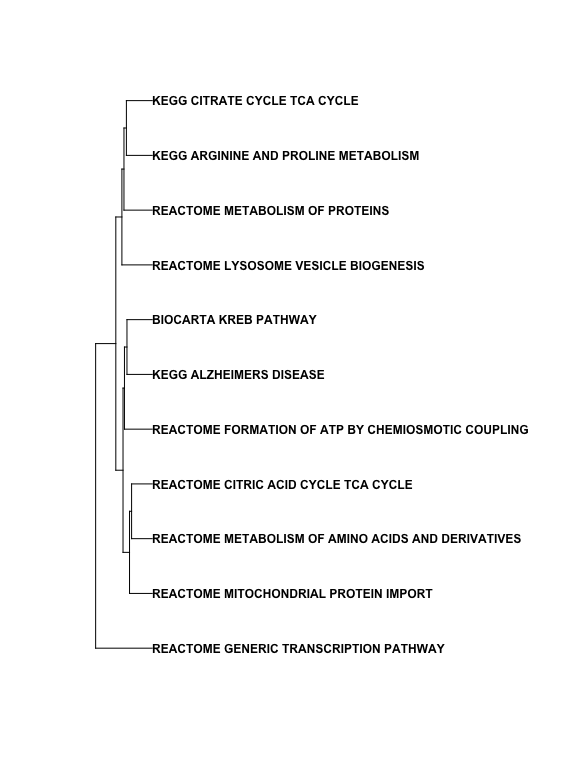 KEGG CITRATE CYCLE TCA CYCLE
KEGG ARGININE AND PROLINE METABOLISM
REACTOME METABOLISM OF PROTEINS
REACTOME LYSOSOME VESICLE BIOGENESIS
BIOCARTA KREB PATHWAY
KEGG ALZHEIMERS DISEASE
REACTOME FORMATION OF ATP BY CHEMIOSMOTIC COUPLING
REACTOME CITRIC ACID CYCLE TCA CYCLE
REACTOME METABOLISM OF AMINO ACIDS AND DERIVATIVES
REACTOME MITOCHONDRIAL PROTEIN IMPORT
REACTOME GENERIC TRANSCRIPTION PATHWAY